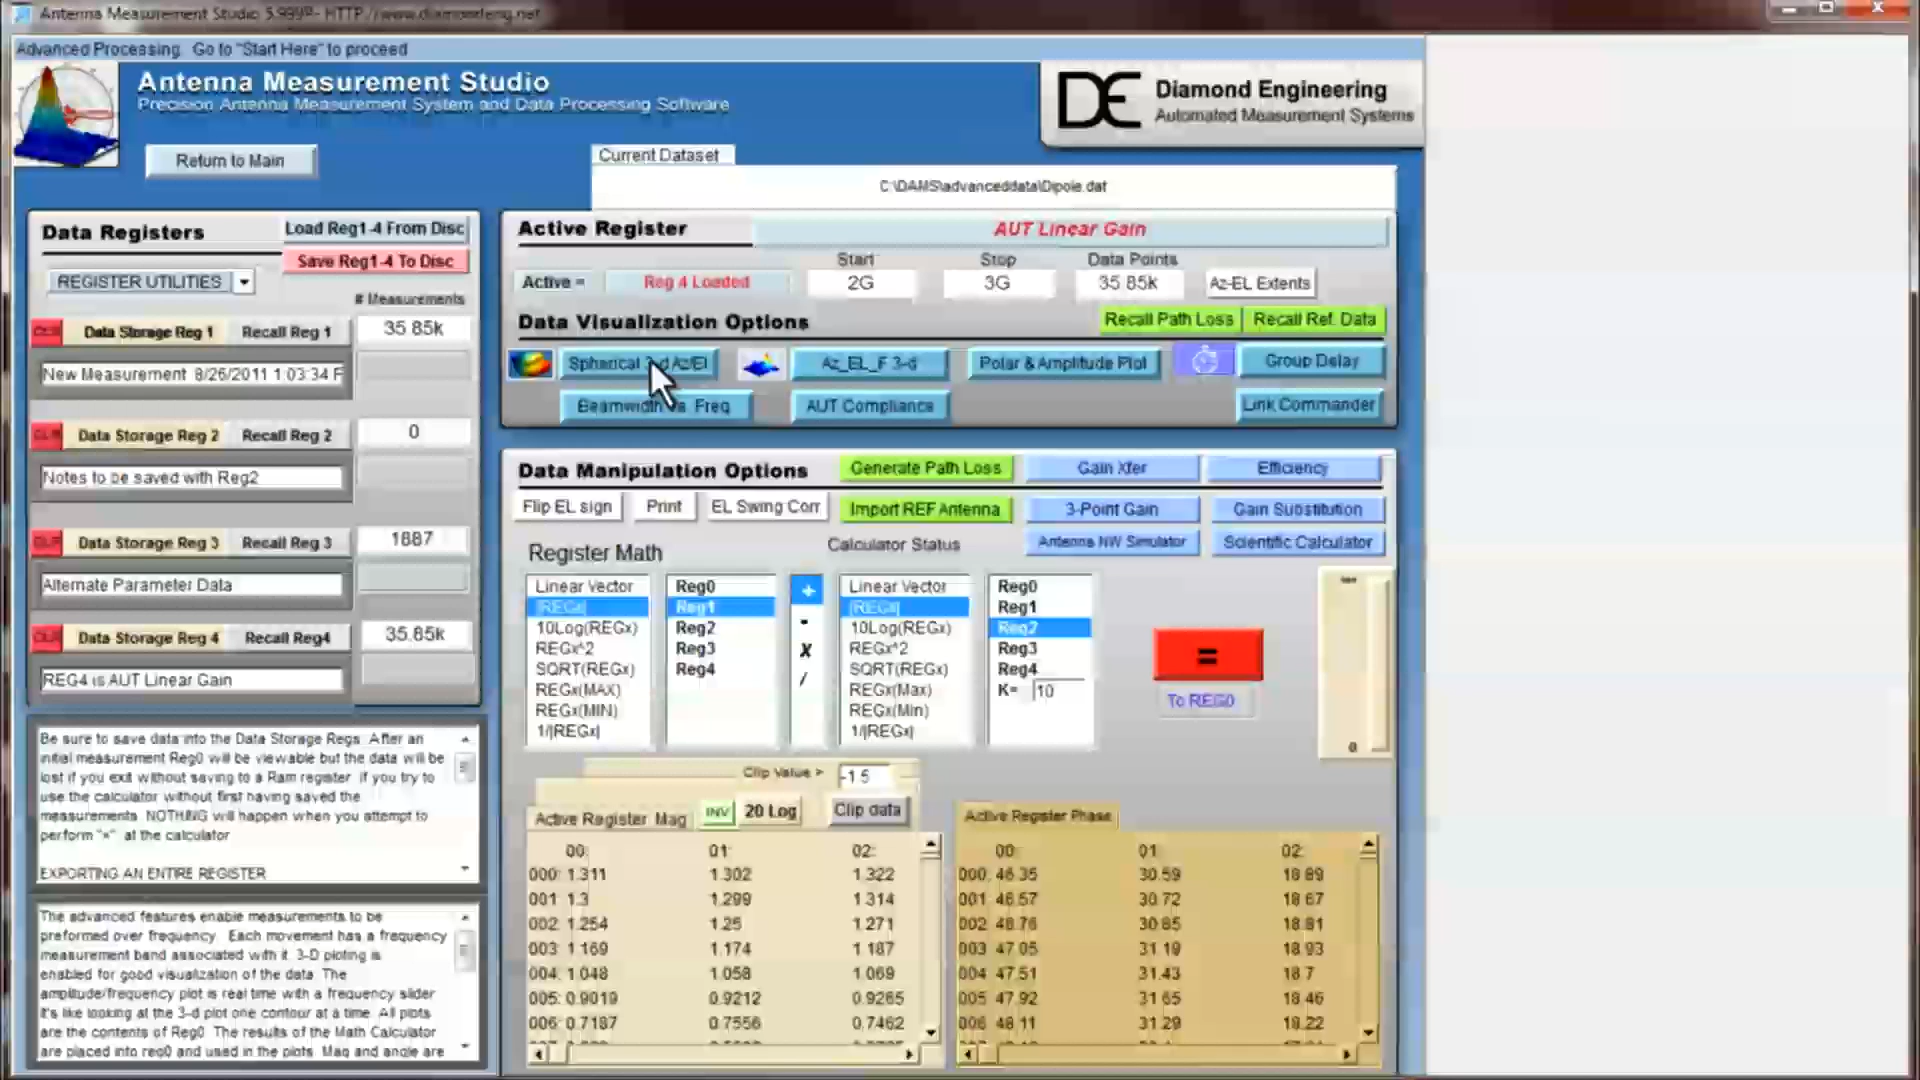 Antenna Measurement Studio 5.999P- HTTP://www.diamondeng.net
Advanced Processing. Go to "Start Here" to proceed
Antenna Measurement Studio
Precision Antenna Measurement System and Data Processing Software
DE
Diamond Engineering
Automated Measurement Systems
Return to Main
Current Dataset
C:\DAMS\advanceddata\Dipole.dat
Data Registers
Load Reg1-4 From Disc
Save Reg1-4 To Disc
REGISTER UTILITIES
# Measurements
CLR Data Storage Reg 1 Recall Reg 1 35.85k
New Measurement 8/26/2011 1:03:34 F
CLR Data Storage Reg 2 Recall Reg 2 0
Notes to be saved with Reg2
CLR Data Storage Reg 3 Recall Reg 3 1887
Alternate Parameter Data
CLR Data Storage Reg 4 Recall Reg4 35.85k
REG4 is AUT Linear Gain
Be sure to save data into the Data Storage Regs. After an
initial measurement Reg0 will be viewable but the data will be
lost if you exit without saving to a Ram register. if you try to
use the calculator without first having saved the
measurements NOTHING will happen when you attempt to
perform "=" at the calculator
EXPORTING AN ENTIRE REGISTER
The advanced features enable measurements to be
preformed over frequency. Each movement has a frequency
measurement band associated with it. 3-D ploting is
enabled for good visualization of the data. The
amplitude/frequency plot is real time with a frequency slider
it's like looking at the 3-d plot one contour at a time. All plots
are the contents of Reg0. The results of the Math Calculator
are placed into reg0 and used in the plots. Mag and angle are
Active Register
AUT Linear Gain
Start Stop Data Points
Active = Reg 4 Loaded 2G 3G 35.85k Az-EL Extents
Data Visualization Options
Recall Path Loss Recall Ref. Data
Spherical 3-d Az/El Az_EL_F 3-d Polar & Amplitude Plot Group Delay
Beamwidth vs. Freq AUT Compliance Link Commander
Data Manipulation Options
Generate Path Loss Gain Xfer Efficiency
Flip EL sign Print EL Swing Corr Import REF Antenna 3-Point Gain Gain Substitution
Register Math
Calculator Status
Antenna NW Simulator Scientific Calculator
Linear Vector Reg0 + Linear Vector Reg0
|REGx| Reg1 - |REGx| Reg1
10Log(REGx) Reg2 10Log(REGx) Reg2
REGx^2 Reg3 x REGx^2 Reg3
SQRT(REGx) Reg4 / SQRT(REGx) Reg4
REGx(MAX) REGx(Max) K= 10
REGx(MIN) REGx(Min)
1/|REGx| 1/|REGx|
=
To REG0
0
Clip Value > -15
Active Register Mag INV 20 Log Clip data
00: 01: 02:
000: 1.311 1.302 1.322
001: 1.3 1.299 1.314
002: 1.254 1.25 1.271
003: 1.169 1.174 1.187
004: 1.048 1.058 1.069
005: 0.9019 0.9212 0.9265
006: 0.7187 0.7556 0.7462
Active Register Phase
00: 01: 02:
000: 46.35 30.59 18.89
001: 46.57 30.72 18.67
002: 46.76 30.85 18.81
003: 47.05 31.19 18.93
004: 47.51 31.43 18.7
005: 47.92 31.65 18.46
006: 48.11 31.29 18.22